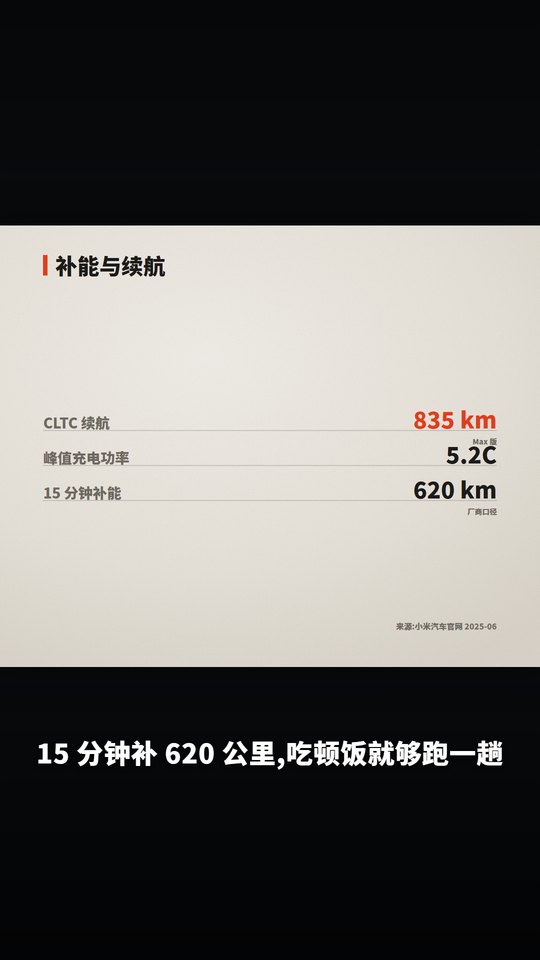 补能与续航
CLTC 续航
835 km
Max 版
峰值充电功率
5.2C
15 分钟补能
620 km
厂商口径
来源:小米汽车官网 2025-06
15 分钟补 620 公里,吃顿饭就够跑一趟